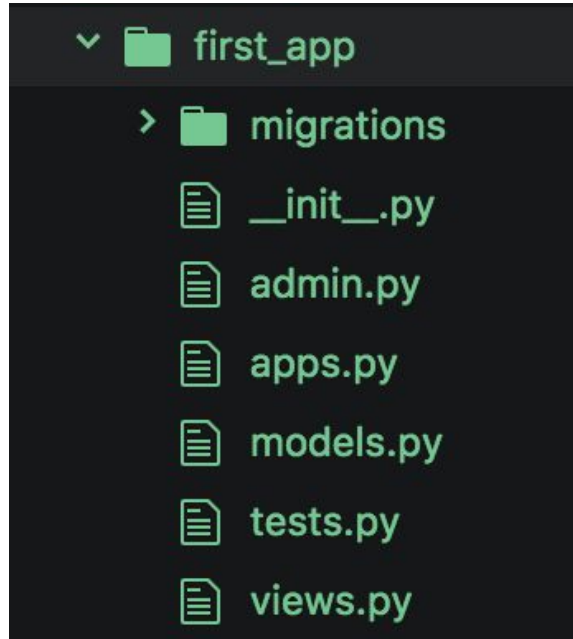 first_app
migrations
__init__.py
admin.py
apps.py
models.py
tests.py
views.py